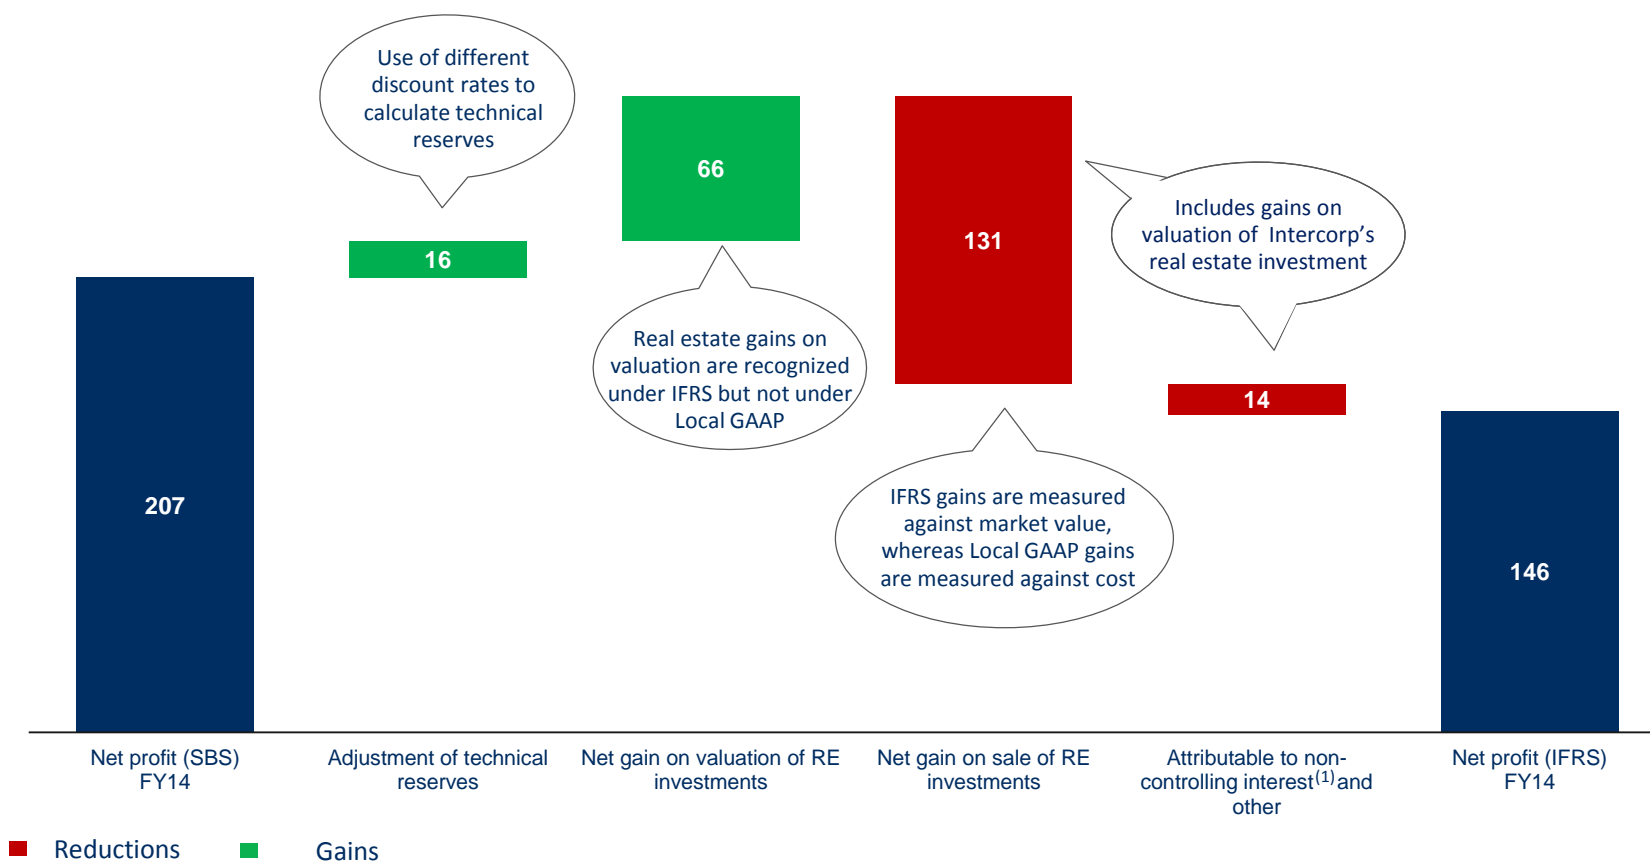 Use of different
discount rates to
calculate technical
reserves
66
16
131
Includes gains on
valuation of Intercorp's
real estate investment
Real estate gains on
valuation are recognized
under IFRS but not under
Local GAAP
14
207
IFRS gains are measured
against market value,
whereas Local GAAP gains
are measured against cost
146
Net profit (SBS)
FY14
Adjustment of technical
reserves
Net gain on valuation of RE
investments
Net gain on sale of RE
investments
Attributable to non-
controlling interest(1) and
other
Net profit (IFRS)
FY14
Reductions
Gains